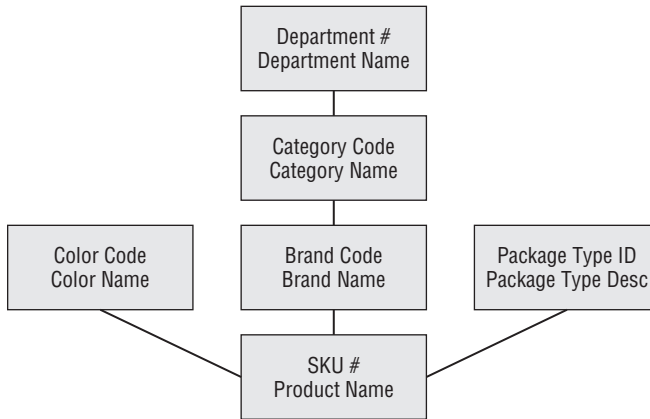 Department #
Department Name
Category Code
Category Name
Color Code
Color Name
Brand Code
Brand Name
Package Type ID
Package Type Desc
SKU #
Product Name